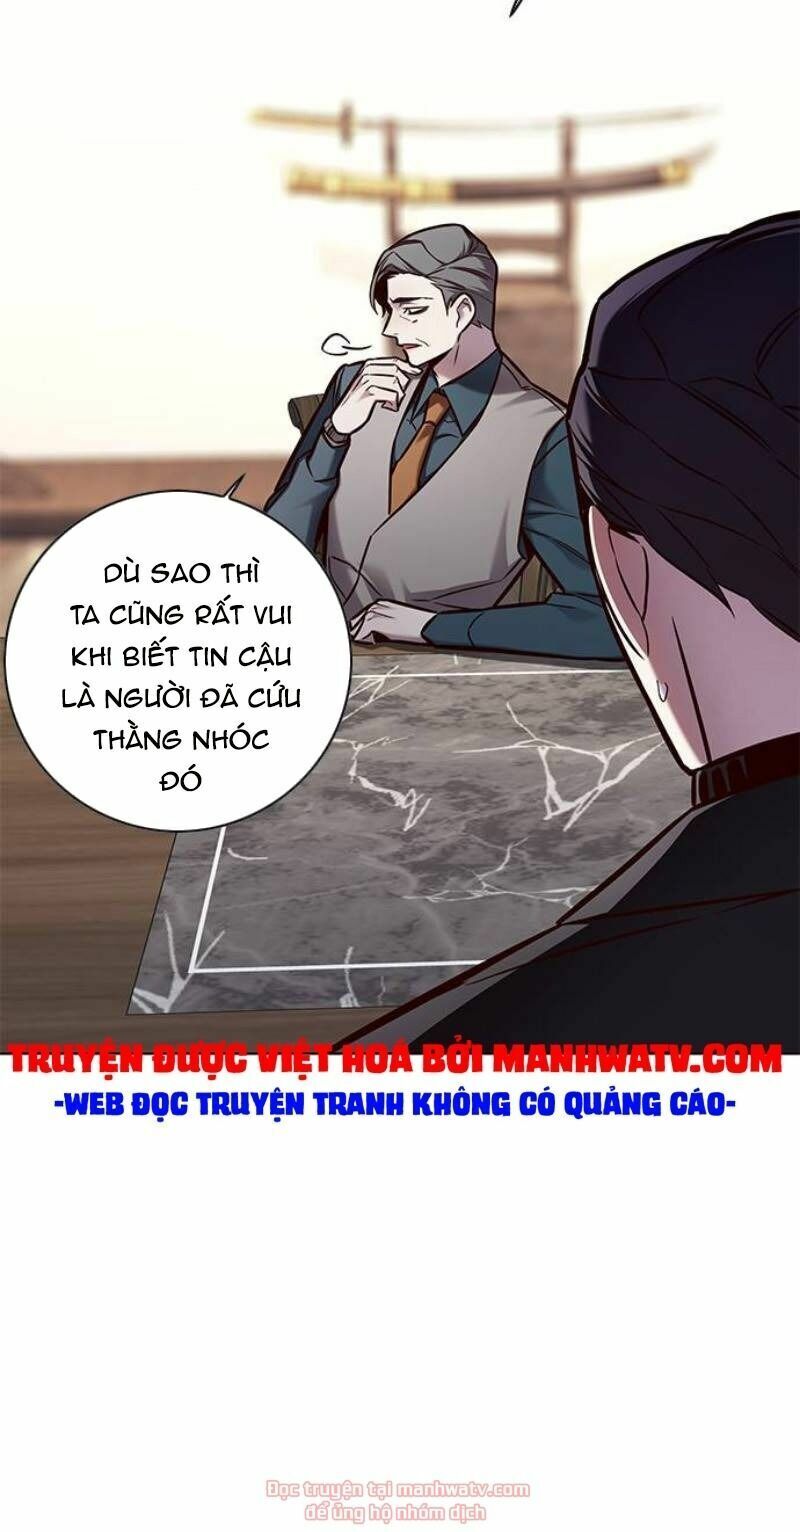 DÙ SAO THÌ
TA CŨNG RẤT VUI
KHI BIẾT TIN CẬU
LÀ NGƯỜI ĐÃ CỨU
THẰNG NHÓC
ĐÓ
TRUYỆN ĐƯỢC VIỆT HOÁ BỞI MANHWATV.COM
-WEB ĐỌC TRUYỆN TRANH KHÔNG CÓ QUẢNG CÁO-
Đọc truyện tại manhwatv.com
để ủng hộ nhóm dịch